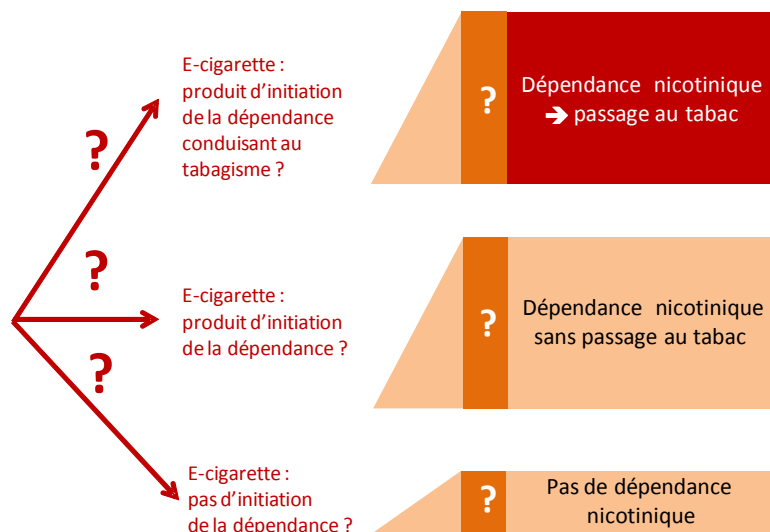 E-cigarette :
produit d'initiation
de la dépendance
conduisant au
tabagisme ?
?
?
Dépendance nicotinique
➔ passage au tabac
?
E-cigarette :
produit d'initiation
de la dépendance ?
?
Dépendance nicotinique
sans passage au tabac
?
E-cigarette :
pas d'initiation
de la dépendance ?
?
Pas de dépendance
nicotinique